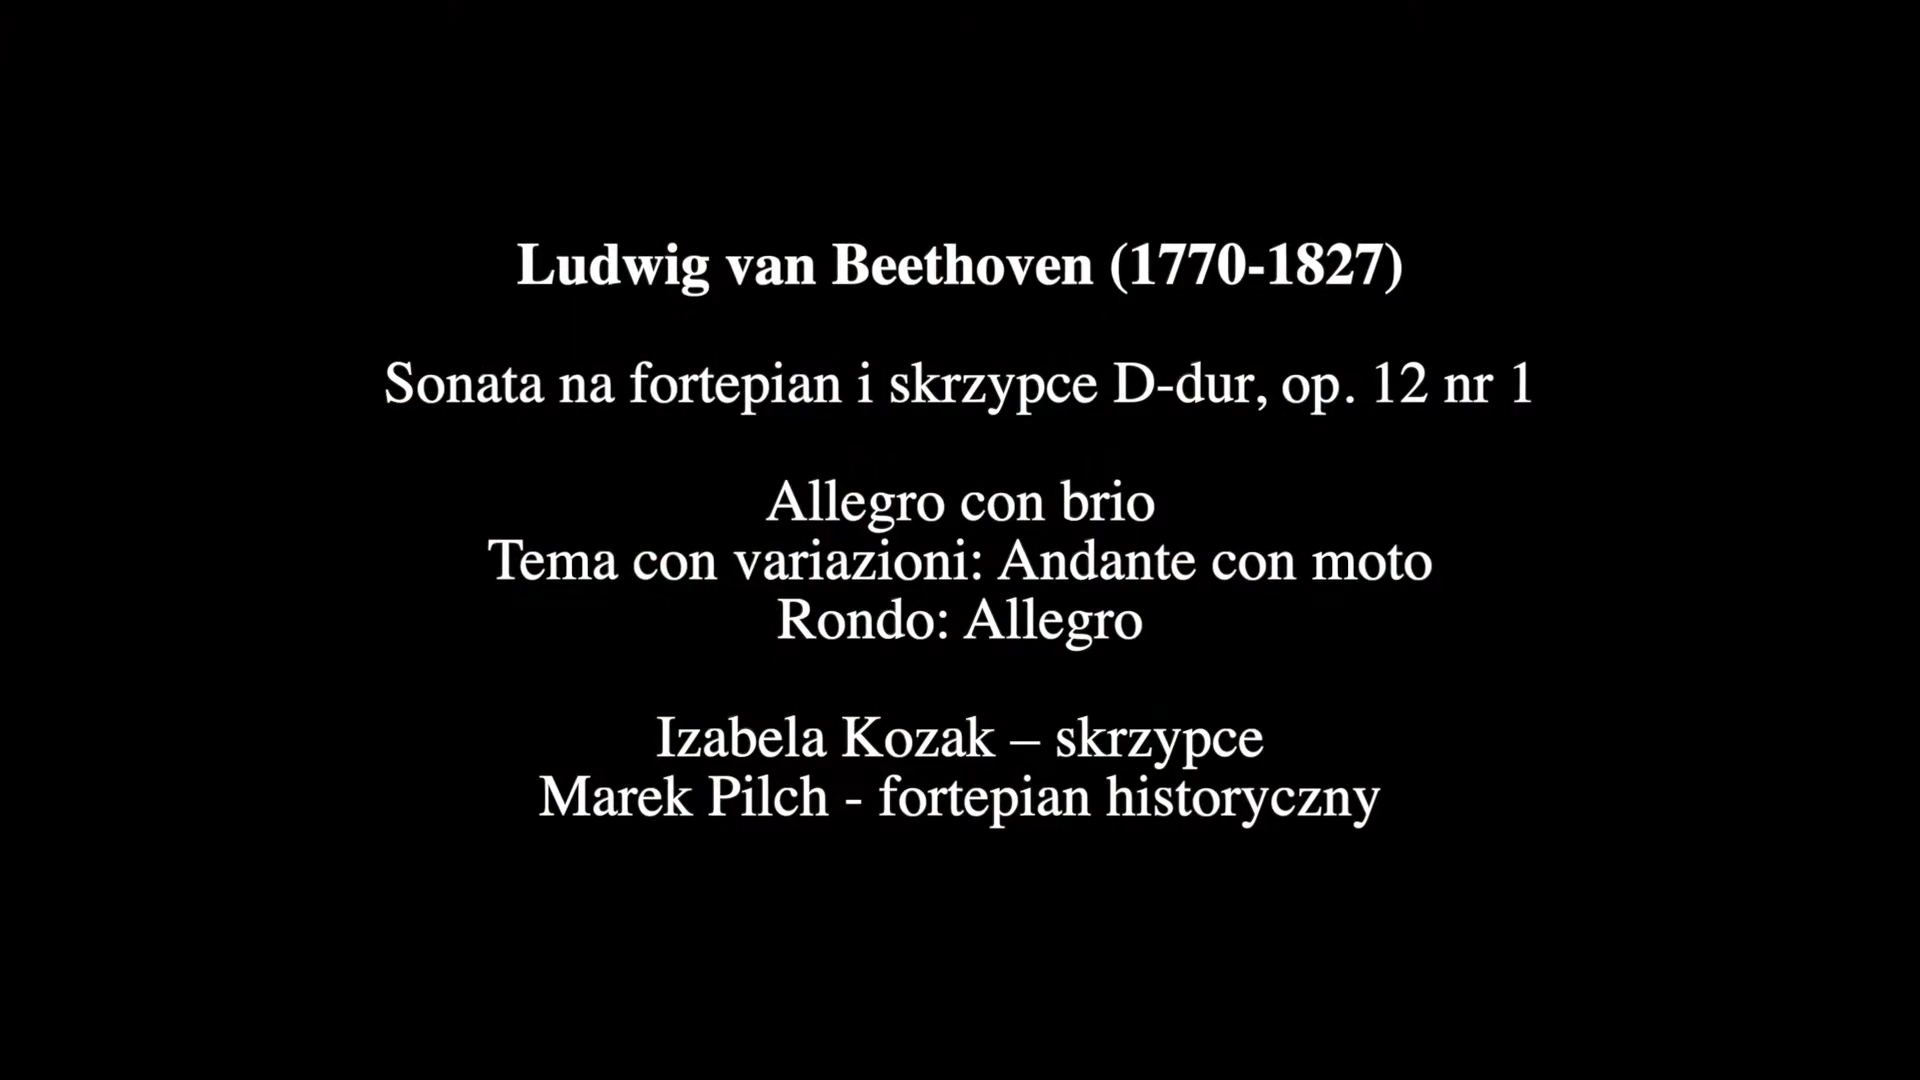 Ludwig van Beethoven (1770-1827)
Sonata na fortepian i skrzypce D-dur, op. 12 nr 1
Allegro con brio
Tema con variazioni: Andante con moto
Rondo: Allegro
Izabela Kozak – skrzypce
Marek Pilch - fortepian historyczny